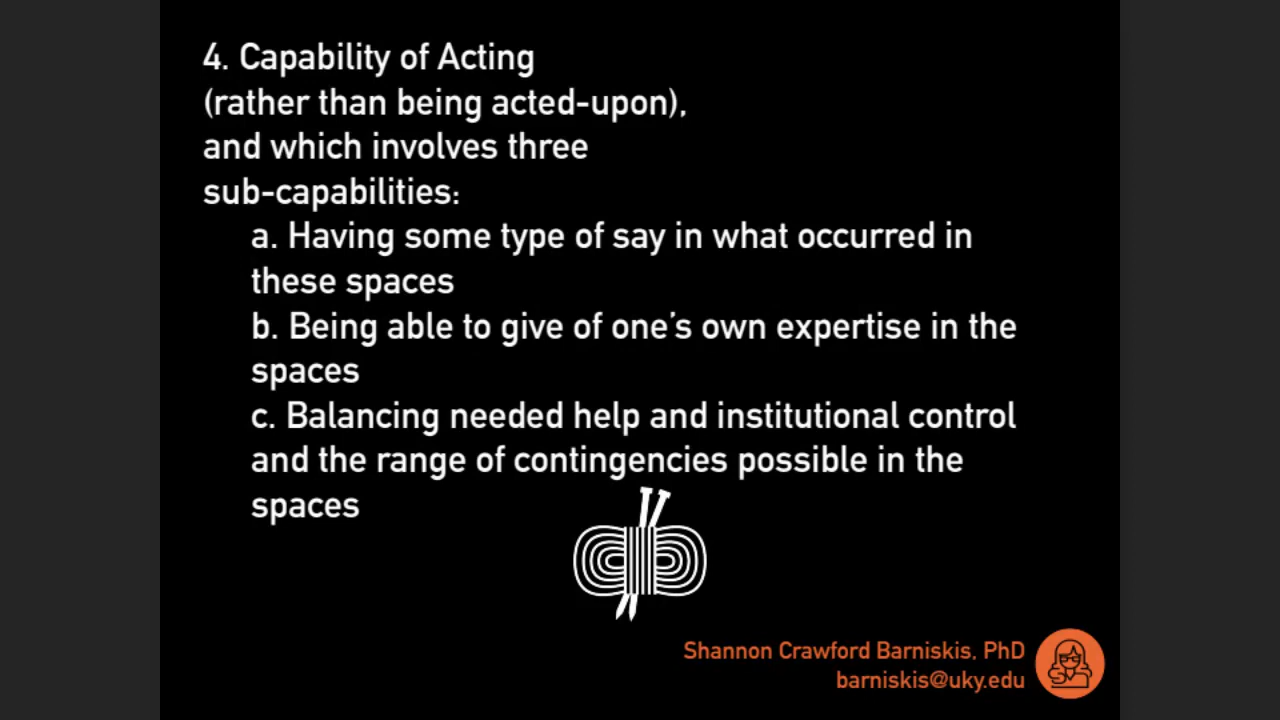 4. Capability of Acting
(rather than being acted-upon),
and which involves three
sub-capabilities:
a. Having some type of say in what occurred in
these spaces
b. Being able to give of one's own expertise in the
spaces
c. Balancing needed help and institutional control
and the range of contingencies possible in the
spaces
Shannon Crawford Barniskis, PhD
barniskis@uky.edu